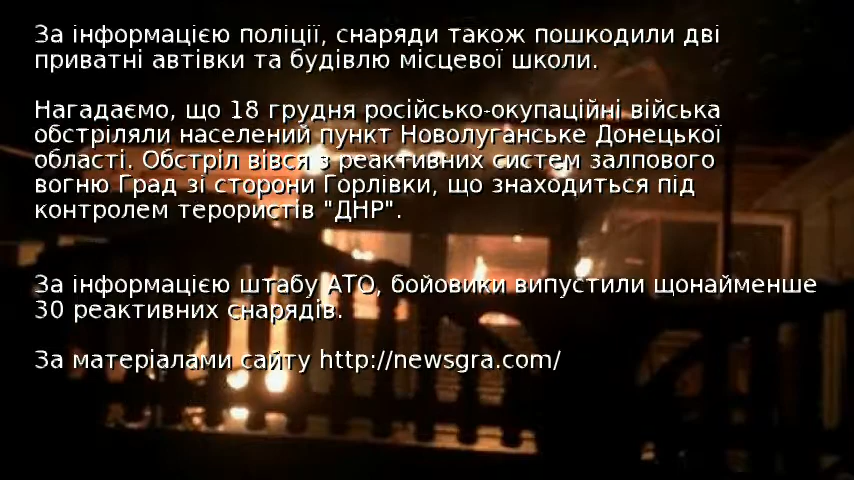 За інформацією поліції, снаряди також пошкодили дві
приватні автівки та будівлю місцевої школи.
Нагадаємо, що 18 грудня російсько-окупаційні війська
обстріляли населений пункт Новолуганське Донецької
області. Обстріл вівся з реактивних систем залпового
вогню Град зі сторони Горлівки, що знаходиться під
контролем терористів "ДНР".
За інформацією штабу АТО, бойовики випустили щонайменше
30 реактивних снарядів.
За матеріалами сайту http://newsgra.com/